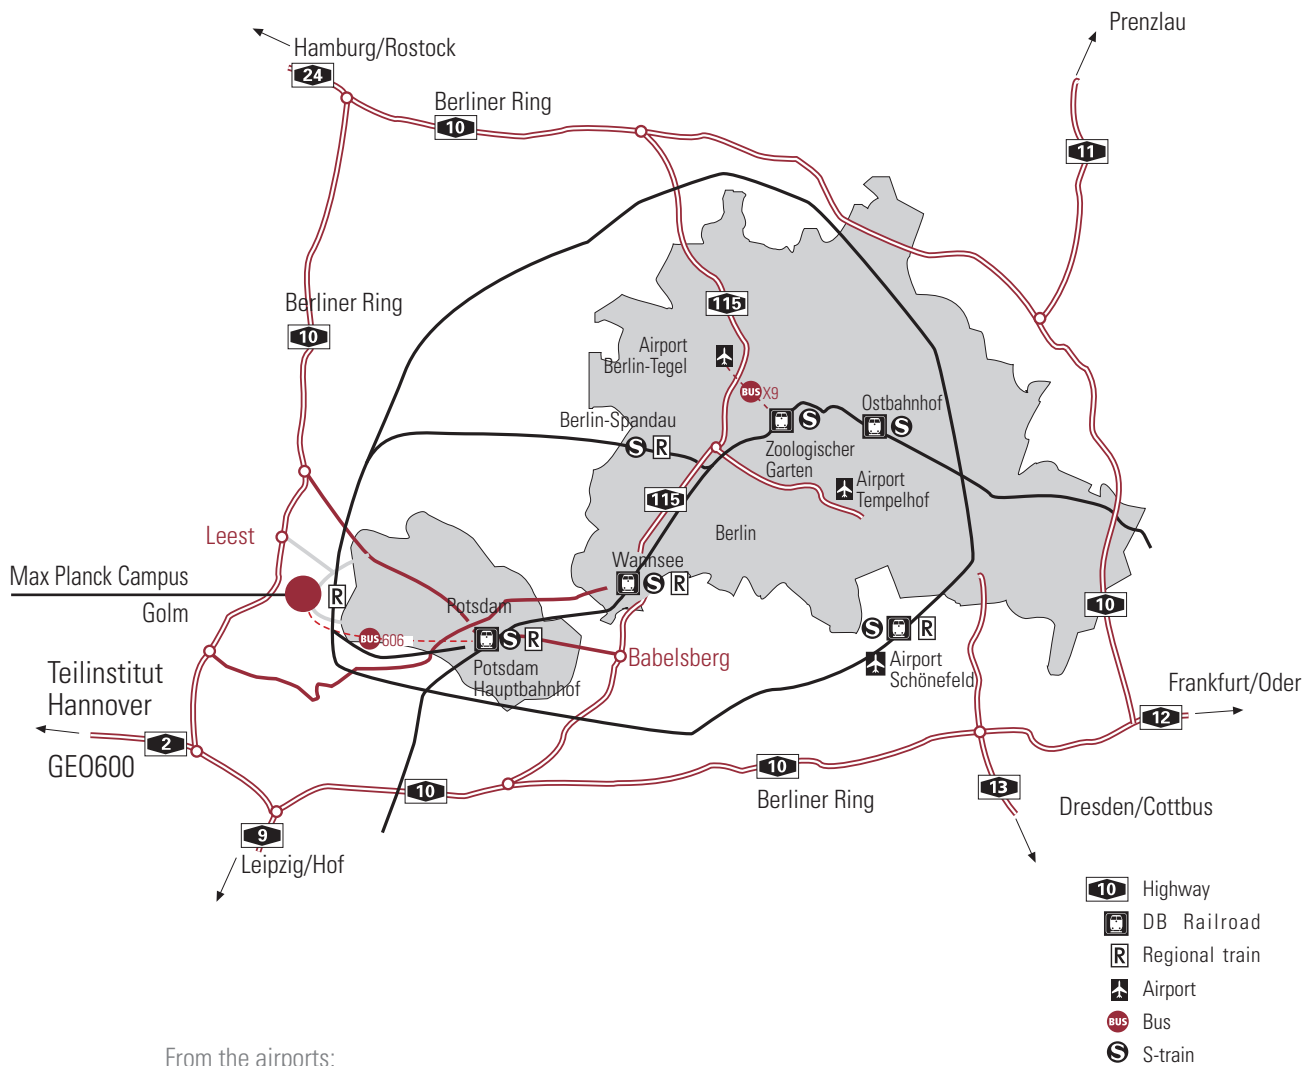 Prenzlau
Hamburg/Rostock
24
Berliner Ring
10
11
Berliner Ring
10
115
Airport
Berlin-Tegel
BUS X9
Ostbahnhof
S
Berlin-Spandau
S R
S
Zoologischer
Garten
Airport
Tempelhof
115
Berlin
Leest
Wannsee
S R
Max Planck Campus
Golm
R
Potsdam
10
BUS 606
S R
S R
Babelsberg
Potsdam
Hauptbahnhof
Airport
Schönefeld
Teilinstitut
Hannover
Frankfurt/Oder
12
2
GEO600
10
10
Berliner Ring
13
Dresden/Cottbus
9
Leipzig/Hof
10 Highway
DB Railroad
R Regional train
Airport
BUS Bus
S S-train
From the airports: